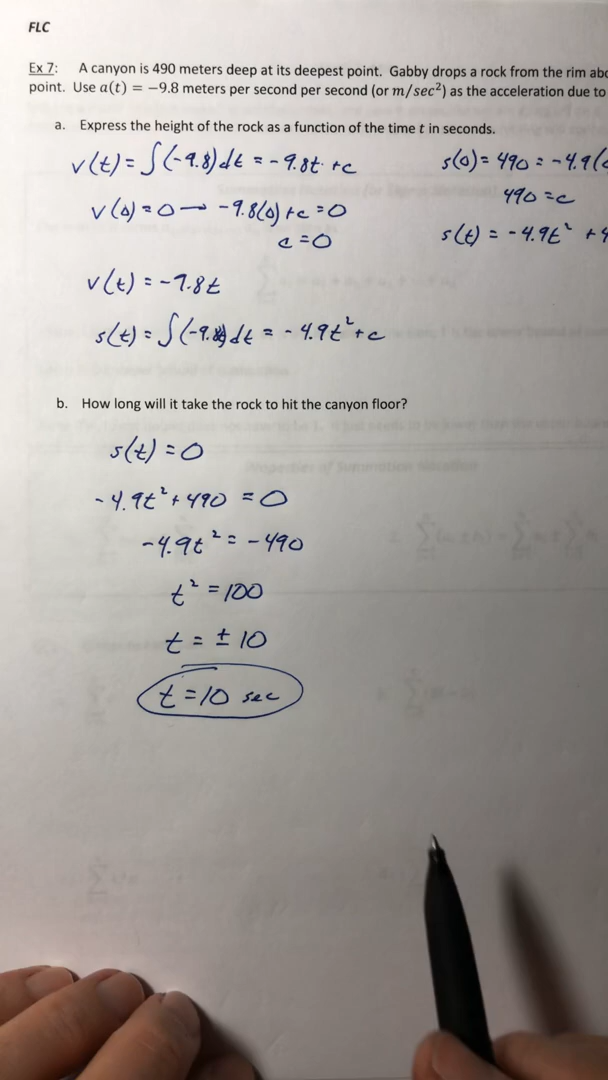 FLC
Ex 7: A canyon is 490 meters deep at its deepest point. Gabby drops a rock from the rim
point. Use a(t) = −9.8 meters per second per second (or m/sec²) as the acceleration due to
a. Express the height of the rock as a function of the time t in seconds.
v(t) = ∫(-9.8)dt = -9.8t + c
v(0) = 0 → -9.8(0) + c = 0
c = 0
v(t) = -9.8t
s(t) = ∫(-9.8t)dt = -4.9t² + c
s(0) = 490 = -4.9(
490 = c
s(t) = -4.9t² +
b. How long will it take the rock to hit the canyon floor?
s(t) = 0
-4.9t² + 490 = 0
-4.9t² = -490
t² = 100
t = ± 10
t = 10 sec